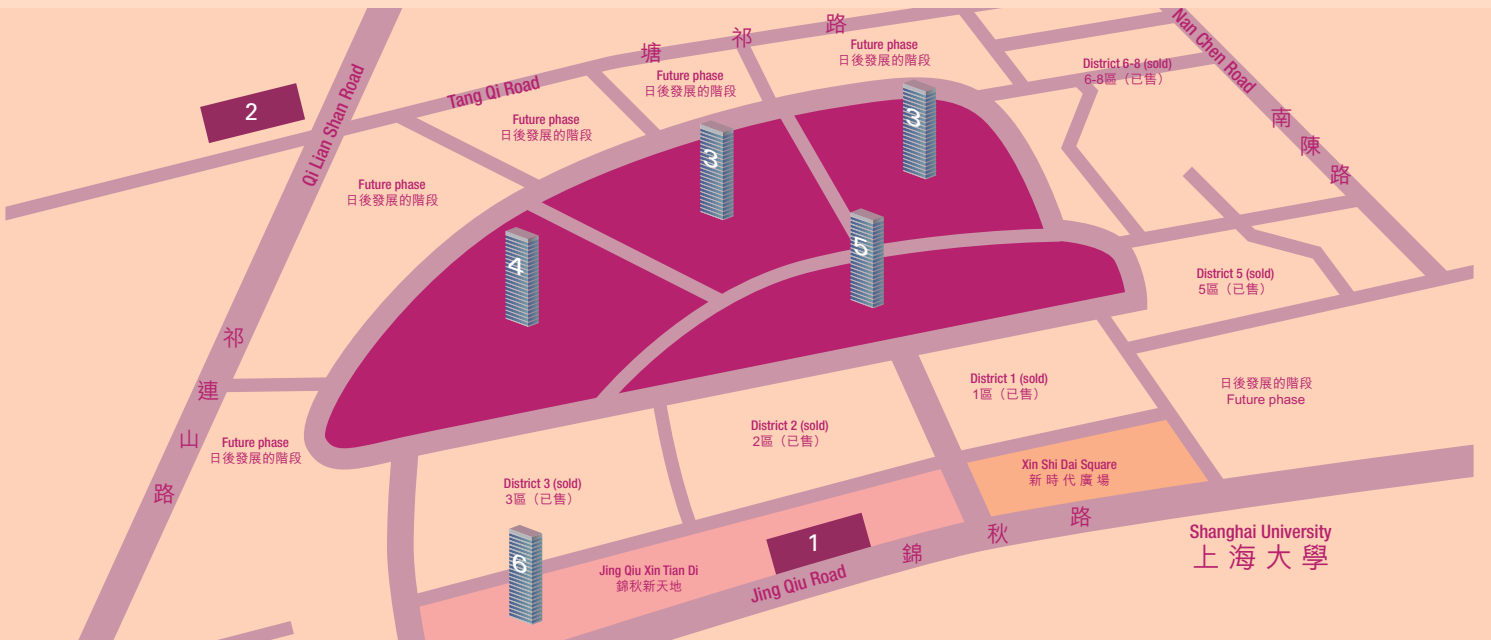 塘 祁 路
Nan Chen Road
Future phase
日後發展的階段
District 6-8 (sold)
6-8區（已售）
Qi Lian Shan Road
Tang Qi Road
Future phase
日後發展的階段
2
Future phase
日後發展的階段
3
3
南 陳 路
Future phase
日後發展的階段
4
5
District 5 (sold)
5區（已售）
祁 連 山 路
District 1 (sold)
1區（已售）
日後發展的階段
Future phase
District 2 (sold)
2區（已售）
Future phase
日後發展的階段
Xin Shi Dai Square
新時代廣場
District 3 (sold)
3區（已售）
錦 秋 路
Shanghai University
上海大學
1
6
Jing Qiu Xin Tian Di
錦秋新天地
Jing Qiu Road